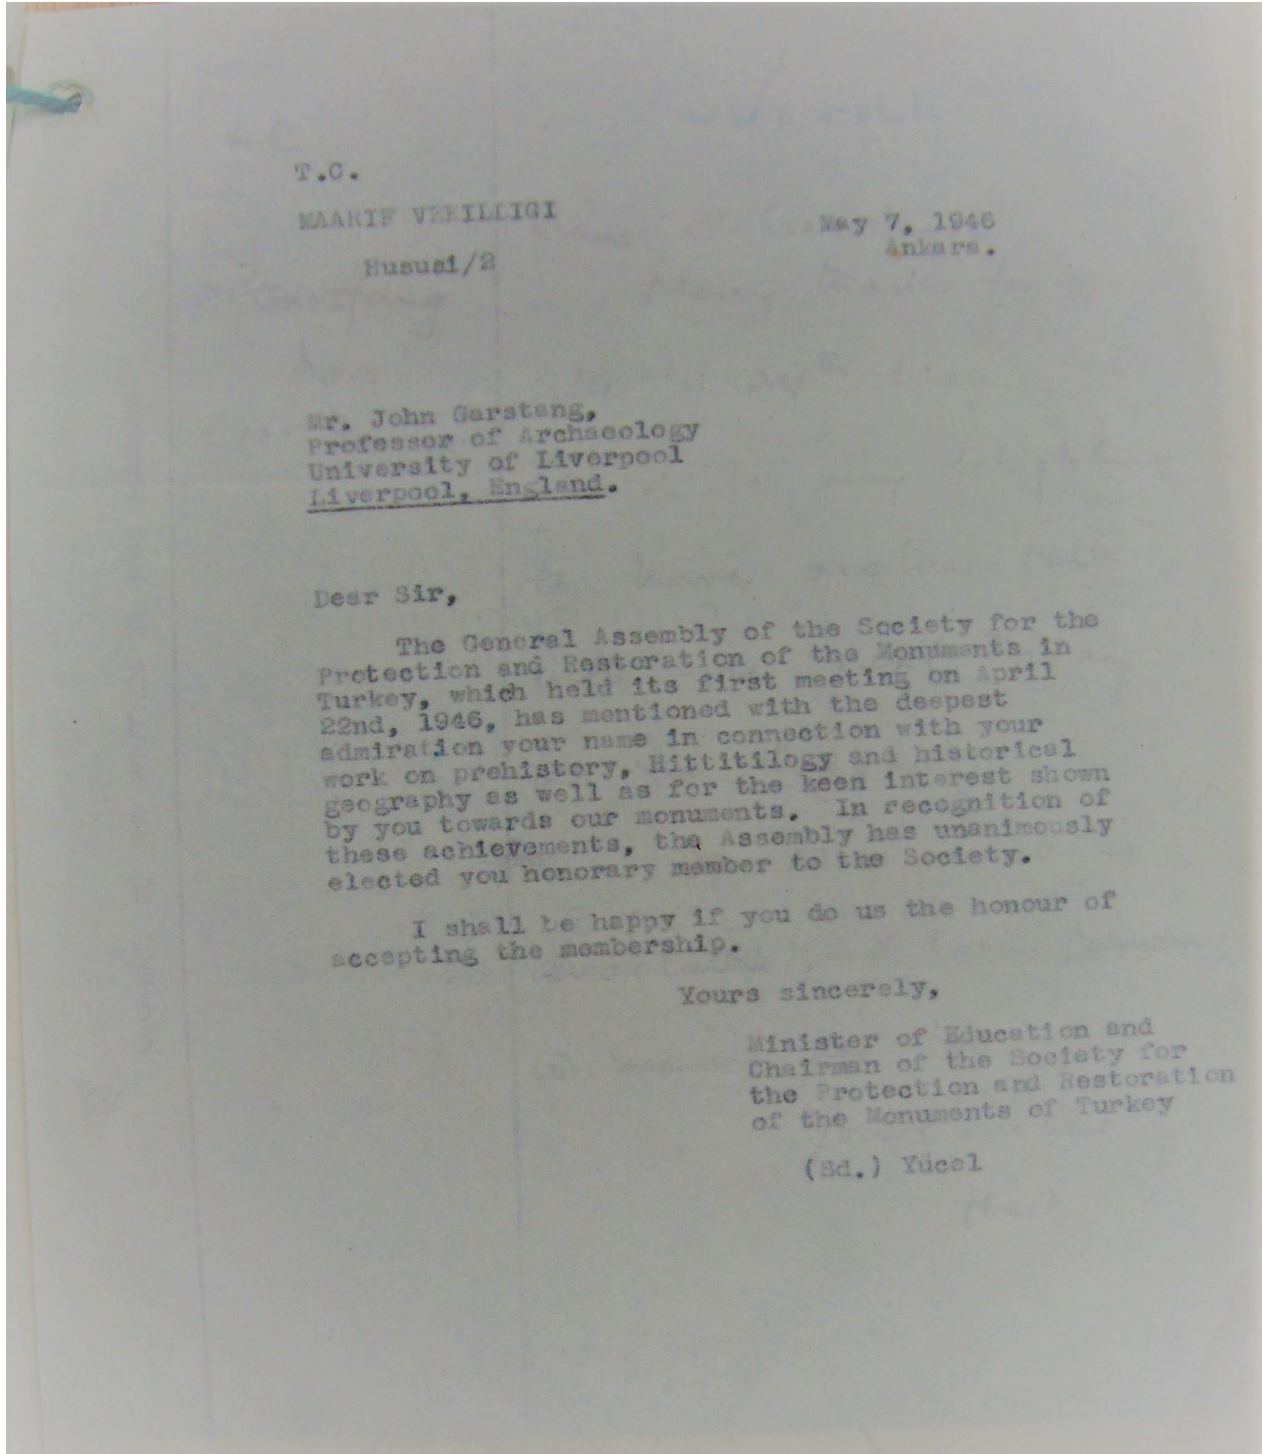 T.C.
MAARIF VEKILLIGI
May 7, 1946
Ankara.
Hususi/2
Mr. John Garstang,
Professor of Archaeology
University of Liverpool
Liverpool, England.
Dear Sir,
The General Assembly of the Society for the
Protection and Restoration of the Monuments in
Turkey, which held its first meeting on April
22nd, 1946, has mentioned with the deepest
admiration your name in connection with your
work on prehistory, Hittitilogy and historical
geography as well as for the keen interest shown
by you towards our monuments. In recognition of
these achievements, the Assembly has unanimously
elected you honorary member to the Society.
I shall be happy if you do us the honour of
accepting the membership.
Yours sincerely,
Minister of Education and
Chairman of the Society for
the Protection and Restoration
of the Monuments of Turkey
(Sd.) Yücel